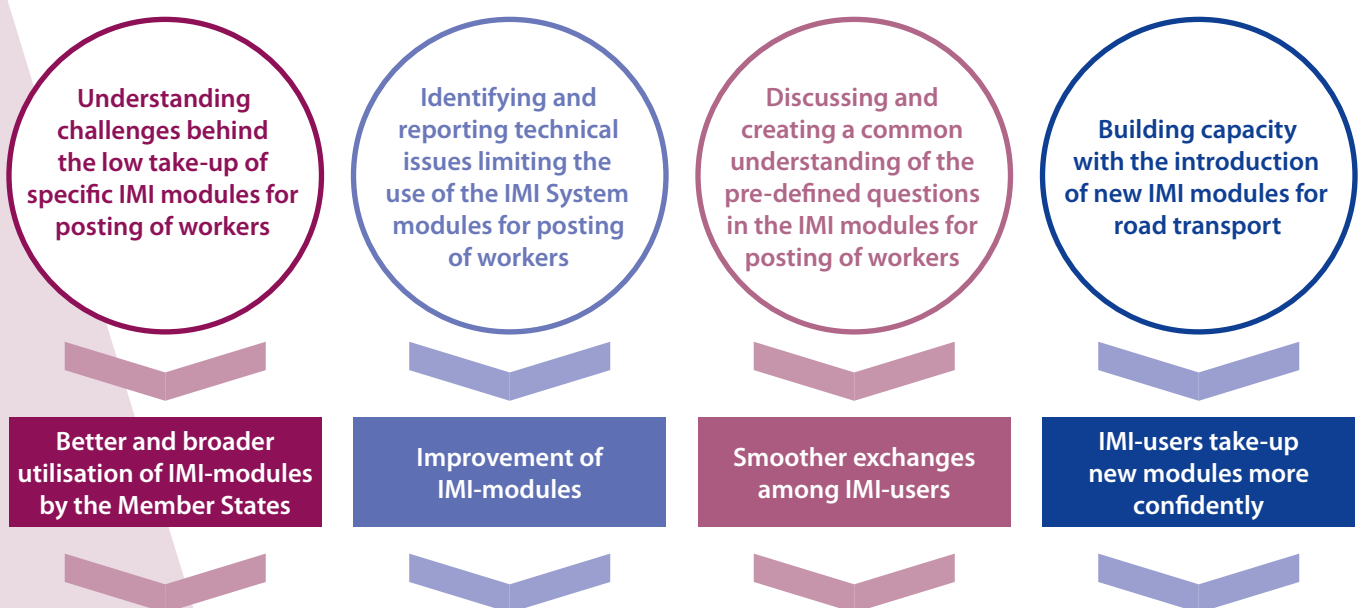 Understanding
challenges behind
the low take-up of
specific IMI modules for
posting of workers
Identifying and
reporting technical
issues limiting the
use of the IMI System
modules for posting
of workers
Discussing and
creating a common
understanding of the
pre-defined questions
in the IMI modules for
posting of workers
Building capacity
with the introduction
of new IMI modules for
road transport
Better and broader
utilisation of IMI-modules
by the Member States
Improvement of
IMI-modules
Smoother exchanges
among IMI-users
IMI-users take-up
new modules more
confidently